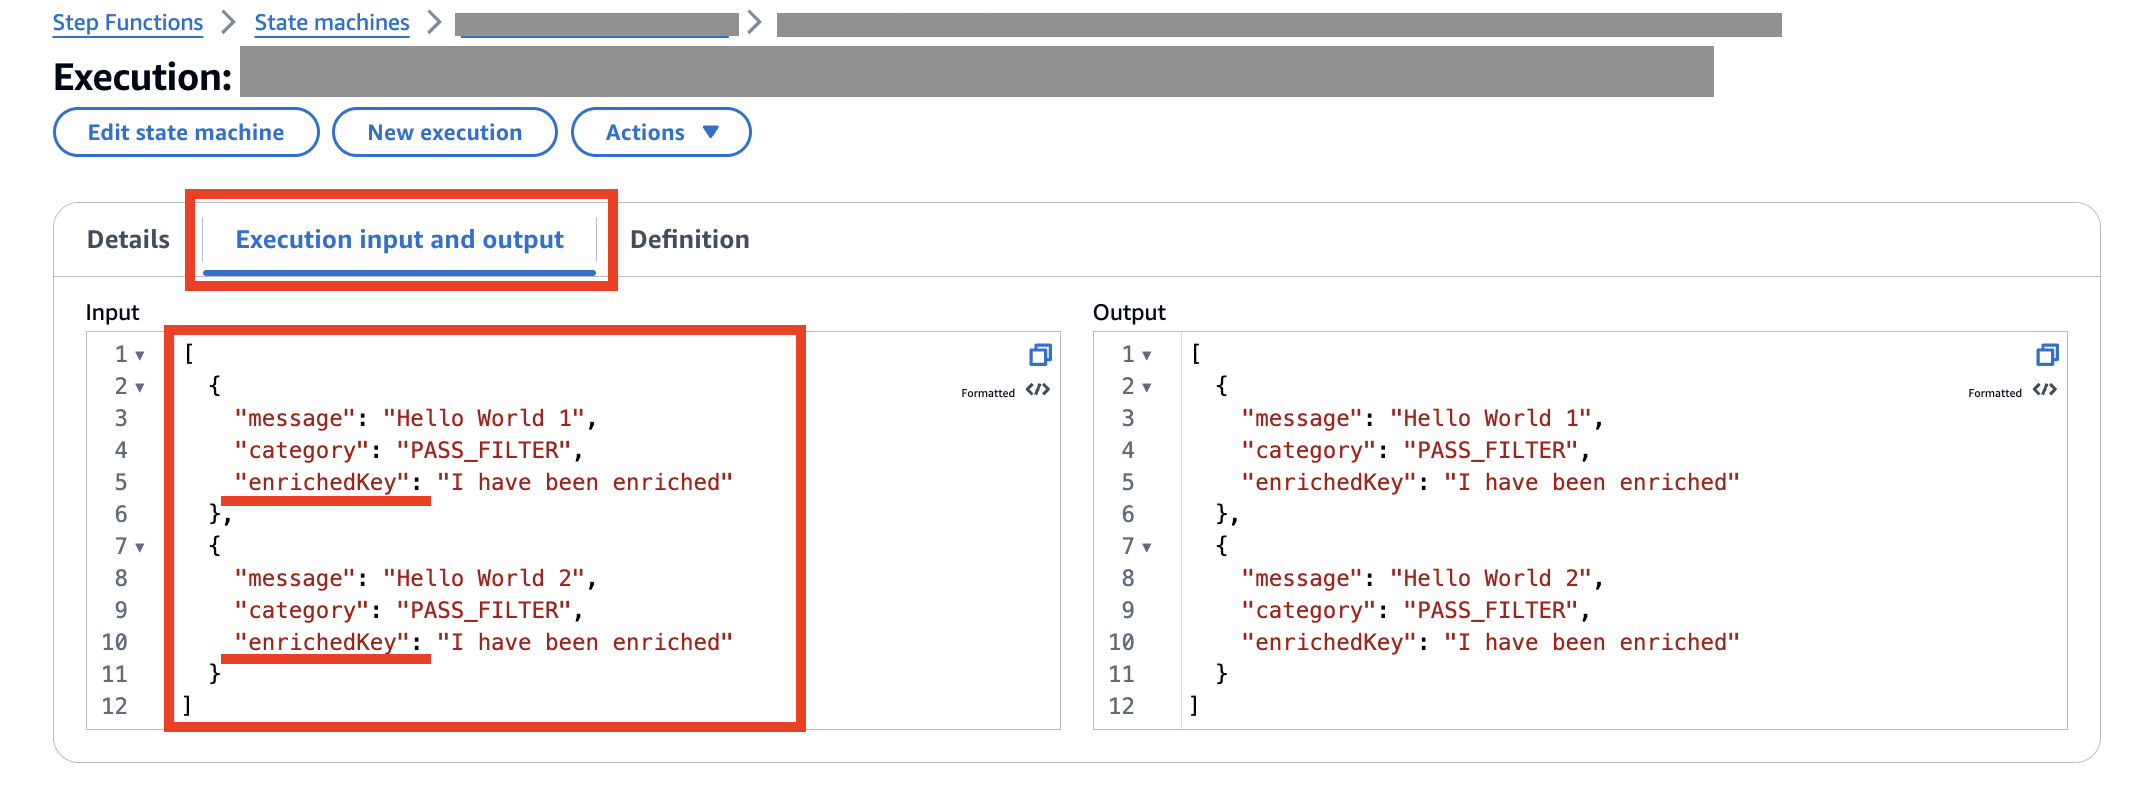 Step Functions > State machines > >
Execution:
Edit state machine New execution Actions ▼
Details Execution input and output Definition
Input
1 ▾ [
2 ▾ {
3 "message": "Hello World 1",
4 "category": "PASS_FILTER",
5 "enrichedKey": "I have been enriched"
6 },
7 ▾ {
8 "message": "Hello World 2",
9 "category": "PASS_FILTER",
10 "enrichedKey": "I have been enriched"
11 }
12 ]
Formatted </>
Output
1 ▾ [
2 ▾ {
3 "message": "Hello World 1",
4 "category": "PASS_FILTER",
5 "enrichedKey": "I have been enriched"
6 },
7 ▾ {
8 "message": "Hello World 2",
9 "category": "PASS_FILTER",
10 "enrichedKey": "I have been enriched"
11 }
12 ]
Formatted </>